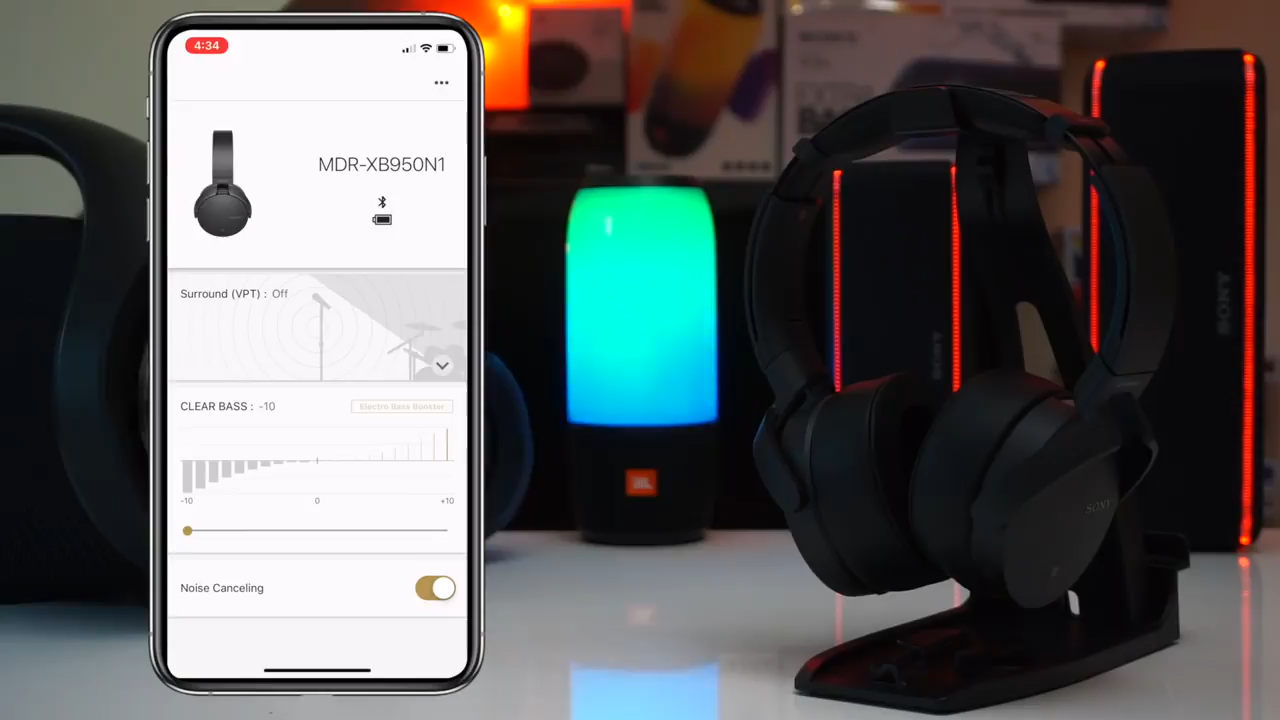 4:34
•••
MDR-XB950N1
Surround (VPT) : Off
CLEAR BASS : -10
Electro Bass Booster
-10
0
+10
Noise Canceling
JBL
SONY
SONY
SONY